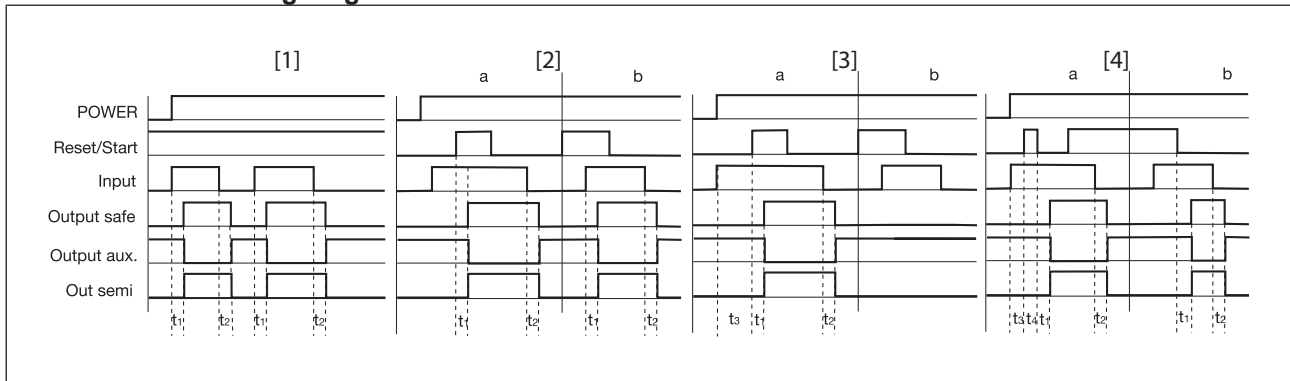 [1] [2] [3] [4]
a b a b a b
POWER
Reset/Start
Input
Output safe
Output aux.
Out semi
t1 t2 t1 t2 t1 t2 t1 t2 t3 t1 t2 t3 t4 t1 t2 t1 t2